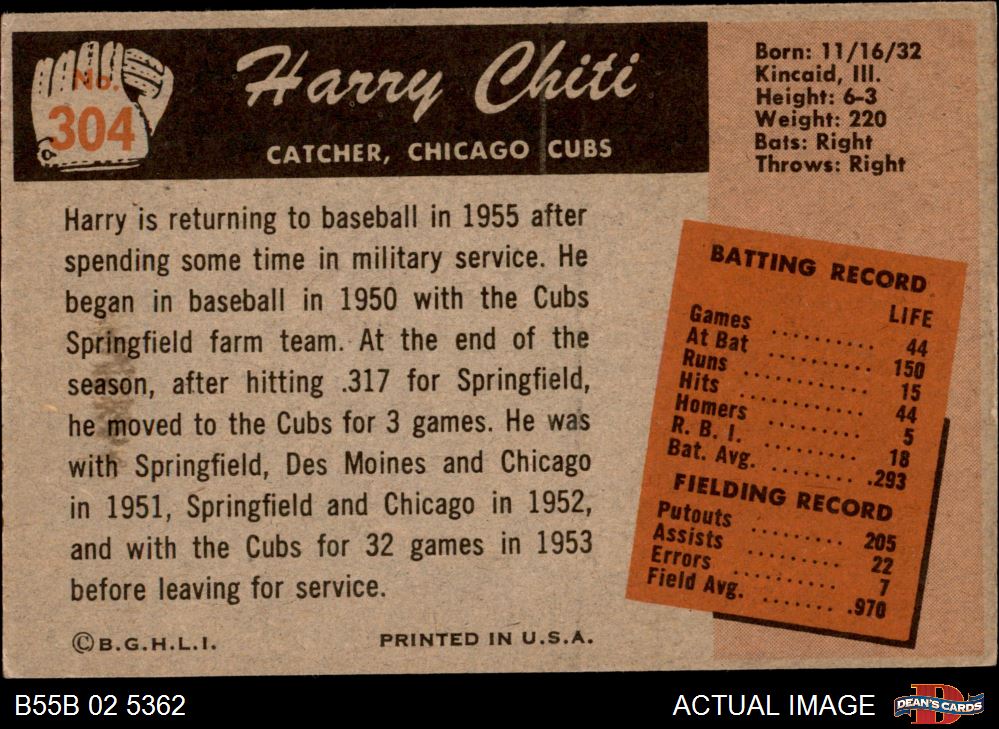 No.
304
Harry Chiti
CATCHER, CHICAGO CUBS
Born: 11/16/32
Kincaid, Ill.
Height: 6-3
Weight: 220
Bats: Right
Throws: Right
Harry is returning to baseball in 1955 after
spending some time in military service. He
began in baseball in 1950 with the Cubs
Springfield farm team. At the end of the
season, after hitting .317 for Springfield,
he moved to the Cubs for 3 games. He was
with Springfield, Des Moines and Chicago
in 1951, Springfield and Chicago in 1952,
and with the Cubs for 32 games in 1953
before leaving for service.
BATTING RECORD
LIFE
Games .......... 44
At Bat .......... 150
Runs ............ 15
Hits ............ 44
Homers ......... 5
R. B. I. ......... 18
Bat. Avg. ....... .293
FIELDING RECORD
Putouts ......... 205
Assists ......... 22
Errors .......... 7
Field Avg. ...... .970
©B.G.H.L.I.
PRINTED IN U.S.A.
B55B 02 5362
ACTUAL IMAGE
DEAN'S CARDS